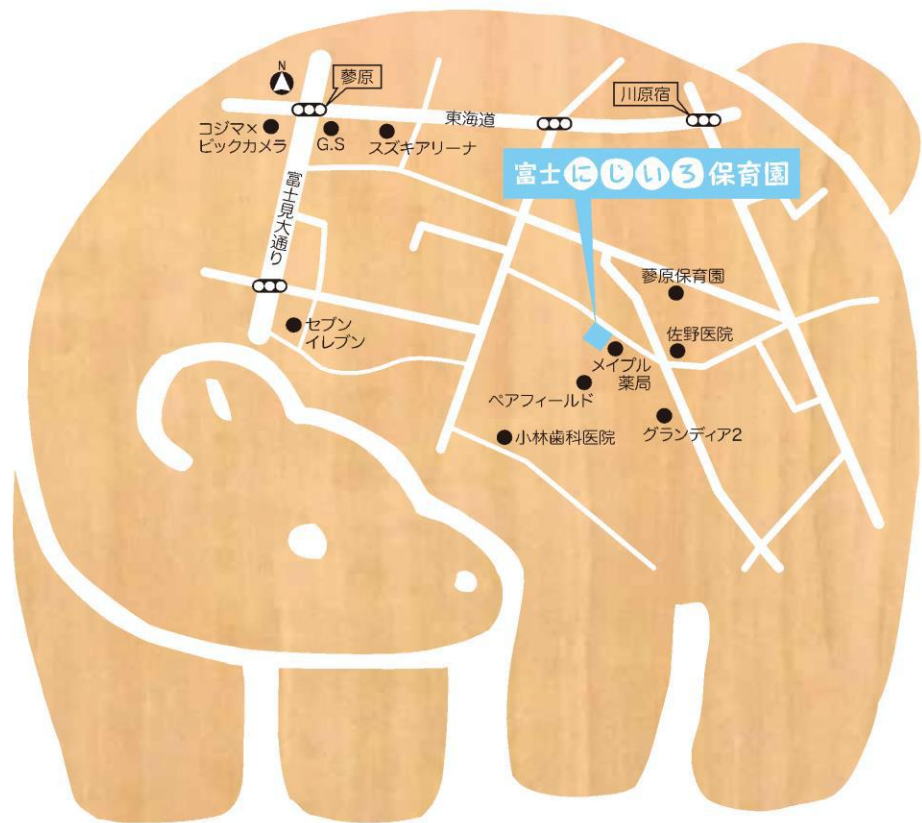 N
蓼原
川原宿
東海道
コジマ×
ビックカメラ
G.S
スズキアリーナ
富士見大通り
富士にじいろ保育園
蓼原保育園
セブン
イレブン
佐野医院
メイプル
薬局
ペアフィールド
グランディア2
小林歯科医院